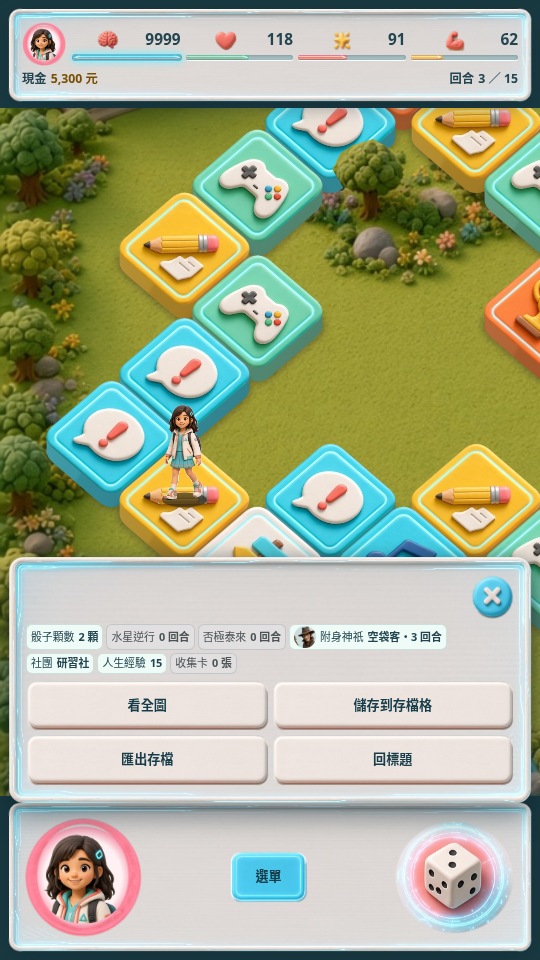 9999 118 91 62
現金 5,300 元 回合 3 ／ 15
骰子顆數 2 顆 水星逆行 0 回合 否極泰來 0 回合 附身神祇 空袋客・3 回合
社團 研習社 人生經驗 15 收集卡 0 張
看全圖 儲存到存檔格
匯出存檔 回標題
選單